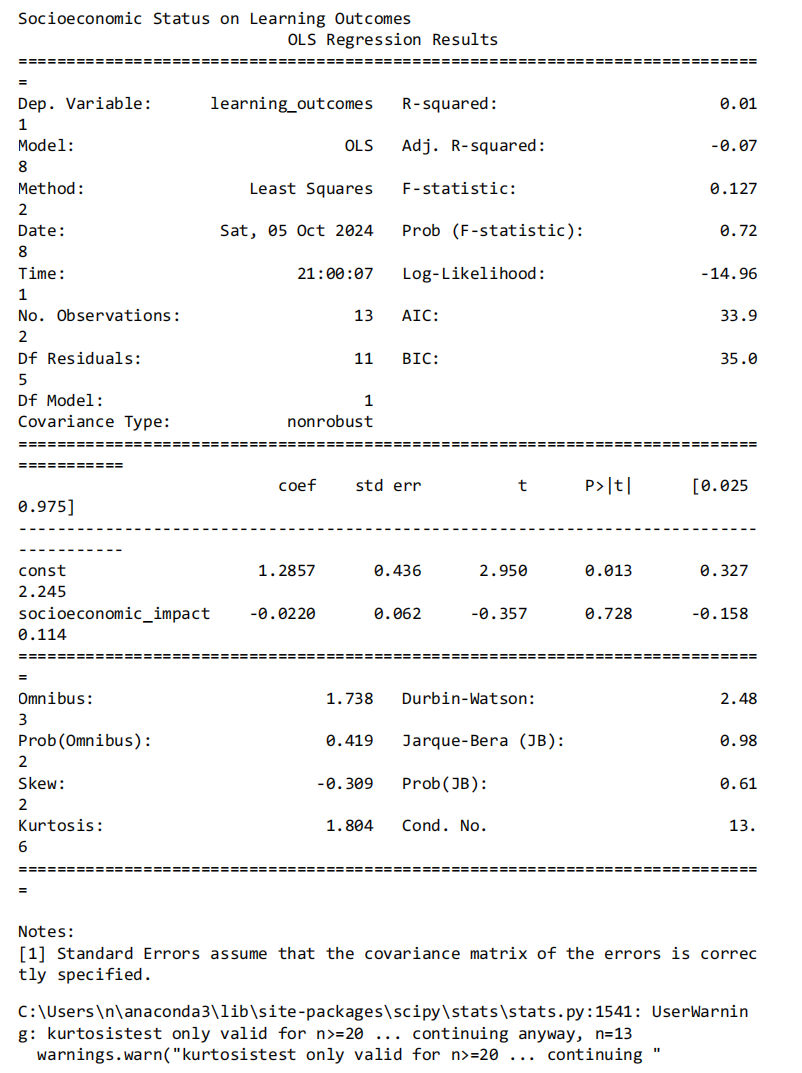 Socioeconomic Status on Learning Outcomes
                            OLS Regression Results
=============================================================================
=
Dep. Variable:      learning_outcomes   R-squared:                       0.01
1
Model:                            OLS   Adj. R-squared:                 -0.07
8
Method:                 Least Squares   F-statistic:                    0.127
2
Date:                Sat, 05 Oct 2024   Prob (F-statistic):              0.72
8
Time:                        21:00:07   Log-Likelihood:                -14.96
1
No. Observations:                  13   AIC:                             33.9
2
Df Residuals:                      11   BIC:                             35.0
5
Df Model:                           1
Covariance Type:            nonrobust
=============================================================================
===========
                           coef    std err          t      P>|t|      [0.025
0.975]
-----------------------------------------------------------------------------
-----------
const                    1.2857      0.436      2.950      0.013       0.327
2.245
socioeconomic_impact    -0.0220      0.062     -0.357      0.728      -0.158
0.114
=============================================================================
=
Omnibus:                        1.738   Durbin-Watson:                   2.48
3
Prob(Omnibus):                  0.419   Jarque-Bera (JB):                0.98
2
Skew:                          -0.309   Prob(JB):                        0.61
2
Kurtosis:                       1.804   Cond. No.                         13.
6
=============================================================================
=
Notes:
[1] Standard Errors assume that the covariance matrix of the errors is correc
tly specified.
C:\Users\n\anaconda3\lib\site-packages\scipy\stats\stats.py:1541: UserWarnin
g: kurtosistest only valid for n>=20 ... continuing anyway, n=13
  warnings.warn("kurtosistest only valid for n>=20 ... continuing "